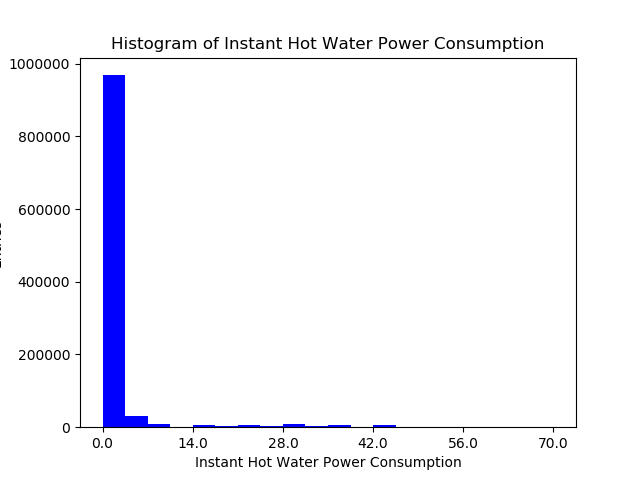 Histogram of Instant Hot Water Power Consumption
1000000
800000
600000
400000
200000
0
0.0 14.0 28.0 42.0 56.0 70.0
Instant Hot Water Power Consumption